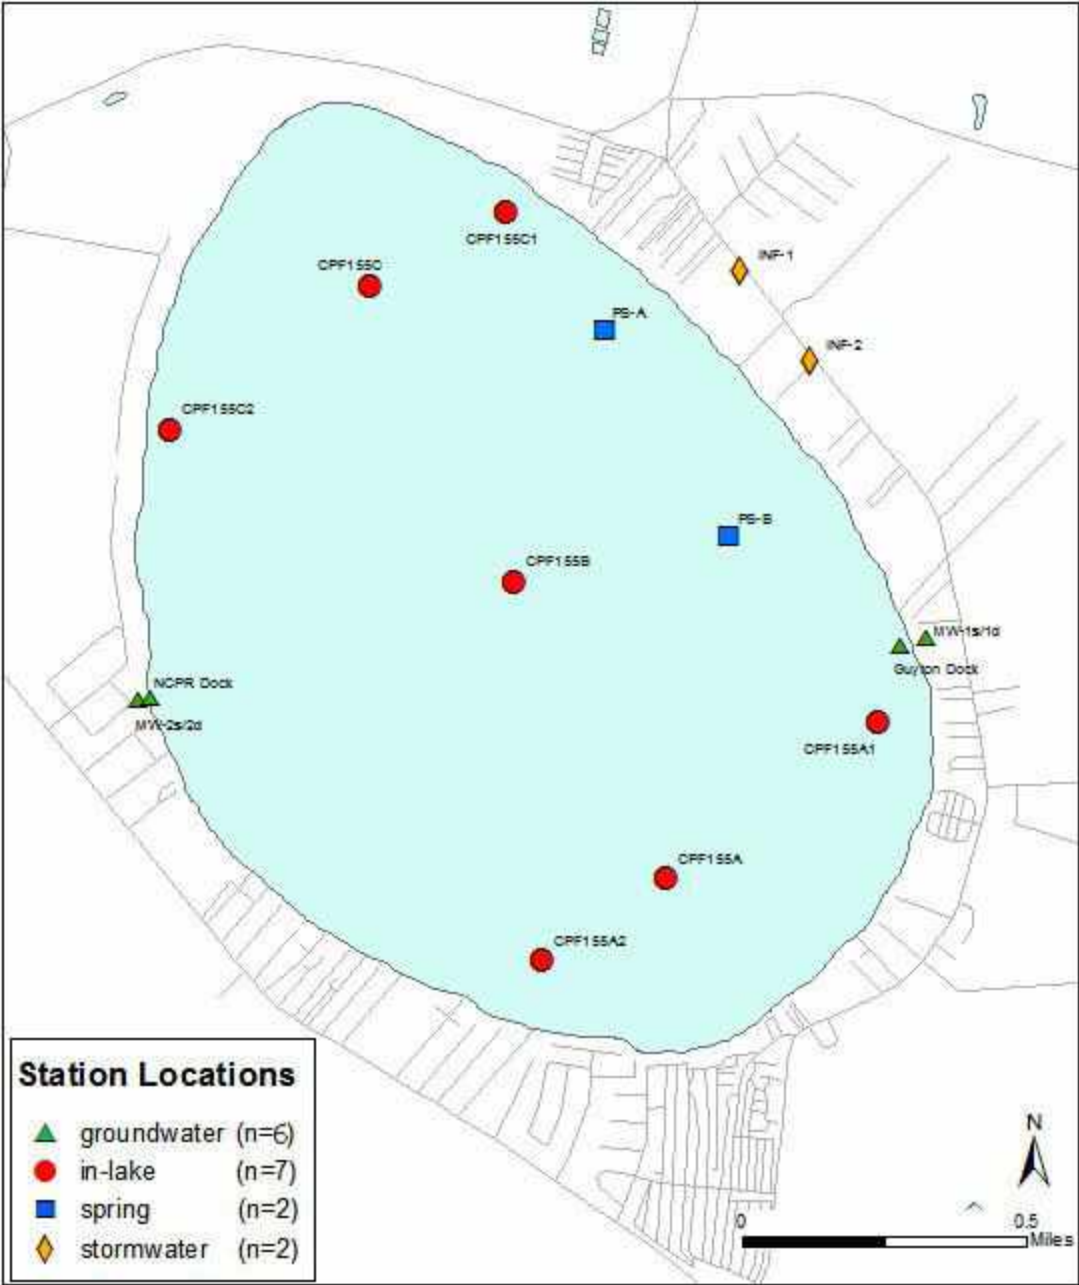 CPF155C1
CPF155C
INF-1
PS-A
INF-2
CPF155C2
PS-B
CPF155B
MW-1s/1d
Guyton Dock
NCPR Dock
MW-2s/2d
CPF155A1
CPF155A
CPF155A2
Station Locations
groundwater (n=6)
in-lake (n=7)
spring (n=2)
stormwater (n=2)
N
0 0.5
Miles